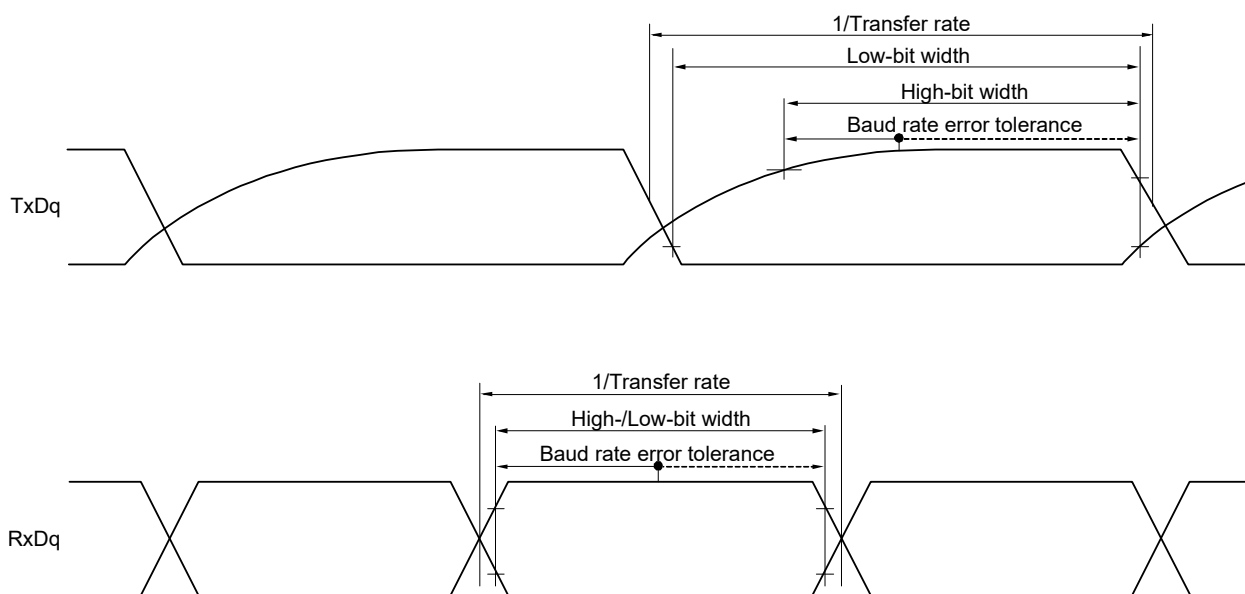 1/Transfer rate
Low-bit width
High-bit width
Baud rate error tolerance
TxDq
1/Transfer rate
High-/Low-bit width
Baud rate error tolerance
RxDq